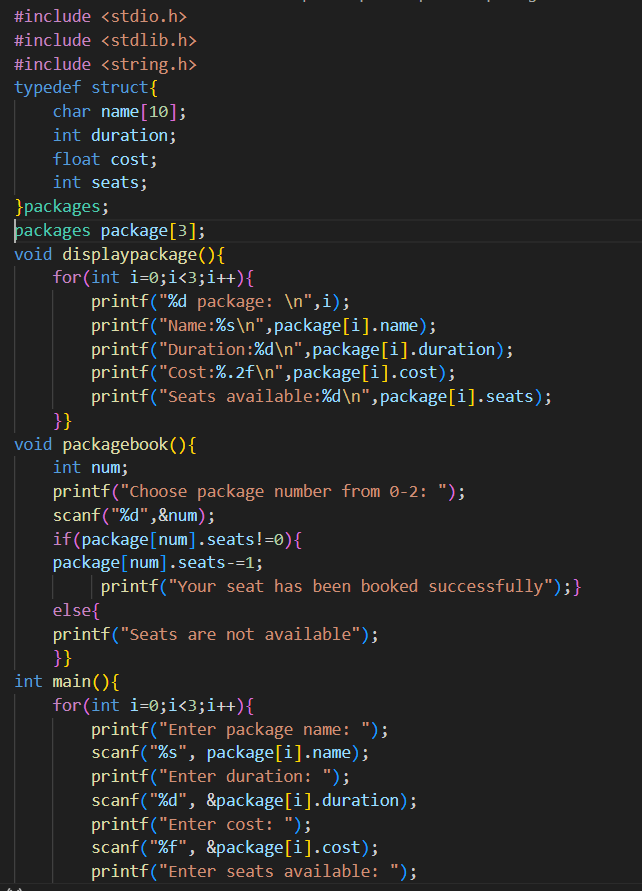 #include <stdio.h>
#include <stdlib.h>
#include <string.h>
typedef struct{
    char name[10];
    int duration;
    float cost;
    int seats;
}packages;
packages package[3];
void displaypackage(){
    for(int i=0;i<3;i++){
        printf("%d package: \n",i);
        printf("Name:%s\n",package[i].name);
        printf("Duration:%d\n",package[i].duration);
        printf("Cost:%.2f\n",package[i].cost);
        printf("Seats available:%d\n",package[i].seats);
    }}
void packagebook(){
    int num;
    printf("Choose package number from 0-2: ");
    scanf("%d",&num);
    if(package[num].seats!=0){
    package[num].seats-=1;
         printf("Your seat has been booked successfully");}
    else{
    printf("Seats are not available");
    }}
int main(){
    for(int i=0;i<3;i++){
        printf("Enter package name: ");
        scanf("%s", package[i].name);
        printf("Enter duration: ");
        scanf("%d", &package[i].duration);
        printf("Enter cost: ");
        scanf("%f", &package[i].cost);
        printf("Enter seats available: ");